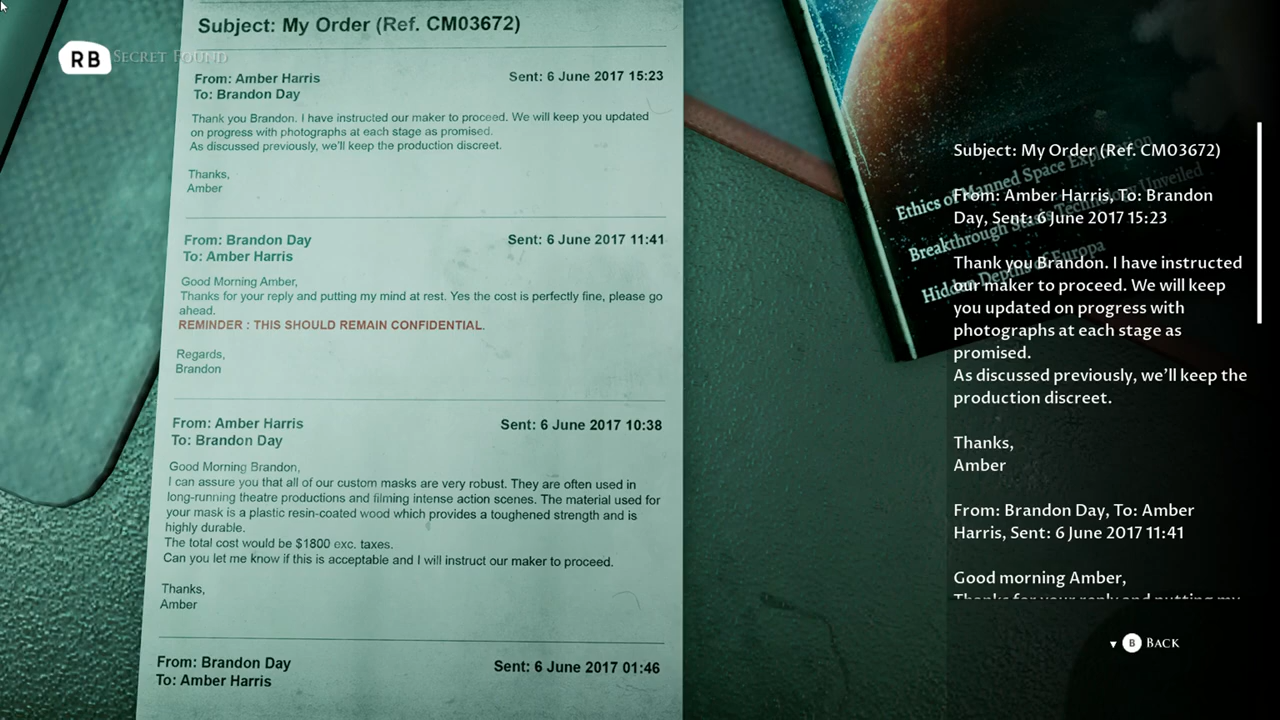 Subject: My Order (Ref. CM03672)
RB SECRET FOUND
From: Amber Harris Sent: 6 June 2017 15:23
To: Brandon Day
Thank you Brandon. I have instructed our maker to proceed. We will keep you updated
on progress with photographs at each stage as promised.
As discussed previously, we'll keep the production discreet.
Thanks,
Amber
From: Brandon Day Sent: 6 June 2017 11:41
To: Amber Harris
Good Morning Amber,
Thanks for your reply and putting my mind at rest. Yes the cost is perfectly fine, please go
ahead.
REMINDER : THIS SHOULD REMAIN CONFIDENTIAL.
Regards,
Brandon
From: Amber Harris Sent: 6 June 2017 10:38
To: Brandon Day
Good Morning Brandon,
I can assure you that all of our custom masks are very robust. They are often used in
long-running theatre productions and filming intense action scenes. The material used for
your mask is a plastic resin-coated wood which provides a toughened strength and is
highly durable.
The total cost would be $1800 exc. taxes.
Can you let me know if this is acceptable and I will instruct our maker to proceed.
Thanks,
Amber
From: Brandon Day Sent: 6 June 2017 01:46
To: Amber Harris
Ethics of Manned Space Exploration
Breakthrough Stasis Technology Unveiled
Hidden Depths of Europa
Subject: My Order (Ref. CM03672)
From: Amber Harris, To: Brandon
Day, Sent: 6 June 2017 15:23
Thank you Brandon. I have instructed
our maker to proceed. We will keep
you updated on progress with
photographs at each stage as
promised.
As discussed previously, we'll keep the
production discreet.
Thanks,
Amber
From: Brandon Day, To: Amber
Harris, Sent: 6 June 2017 11:41
Good morning Amber,
Thanks for your reply and putting my
B BACK